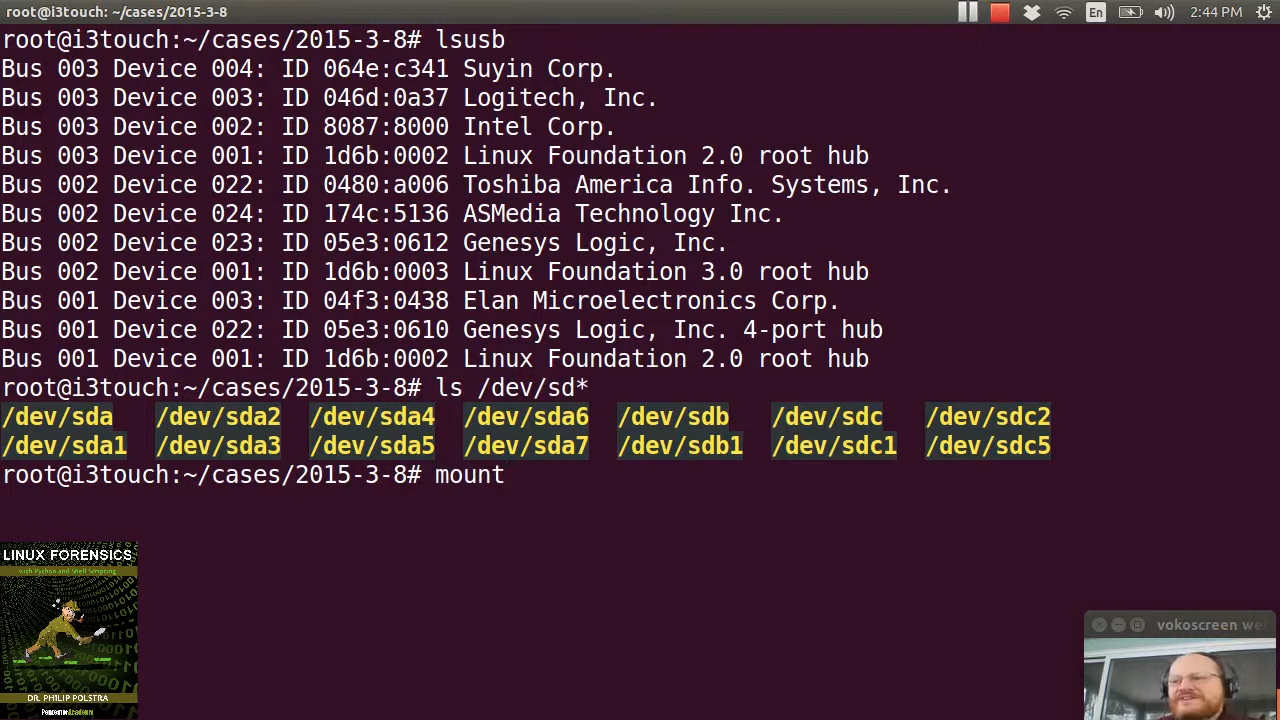 root@i3touch: ~/cases/2015-3-8
En
2:44 PM
root@i3touch:~/cases/2015-3-8# lsusb
Bus 003 Device 004: ID 064e:c341 Suyin Corp.
Bus 003 Device 003: ID 046d:0a37 Logitech, Inc.
Bus 003 Device 002: ID 8087:8000 Intel Corp.
Bus 003 Device 001: ID 1d6b:0002 Linux Foundation 2.0 root hub
Bus 002 Device 022: ID 0480:a006 Toshiba America Info. Systems, Inc.
Bus 002 Device 024: ID 174c:5136 ASMedia Technology Inc.
Bus 002 Device 023: ID 05e3:0612 Genesys Logic, Inc.
Bus 002 Device 001: ID 1d6b:0003 Linux Foundation 3.0 root hub
Bus 001 Device 003: ID 04f3:0438 Elan Microelectronics Corp.
Bus 001 Device 022: ID 05e3:0610 Genesys Logic, Inc. 4-port hub
Bus 001 Device 001: ID 1d6b:0002 Linux Foundation 2.0 root hub
root@i3touch:~/cases/2015-3-8# ls /dev/sd*
/dev/sda /dev/sda2 /dev/sda4 /dev/sda6 /dev/sdb /dev/sdc /dev/sdc2
/dev/sda1 /dev/sda3 /dev/sda5 /dev/sda7 /dev/sdb1 /dev/sdc1 /dev/sdc5
root@i3touch:~/cases/2015-3-8# mount
LINUX FORENSICS
with Python and Shell Scripting
DR. PHILIP POLSTRA
PentesterAcademy
vokoscreen we